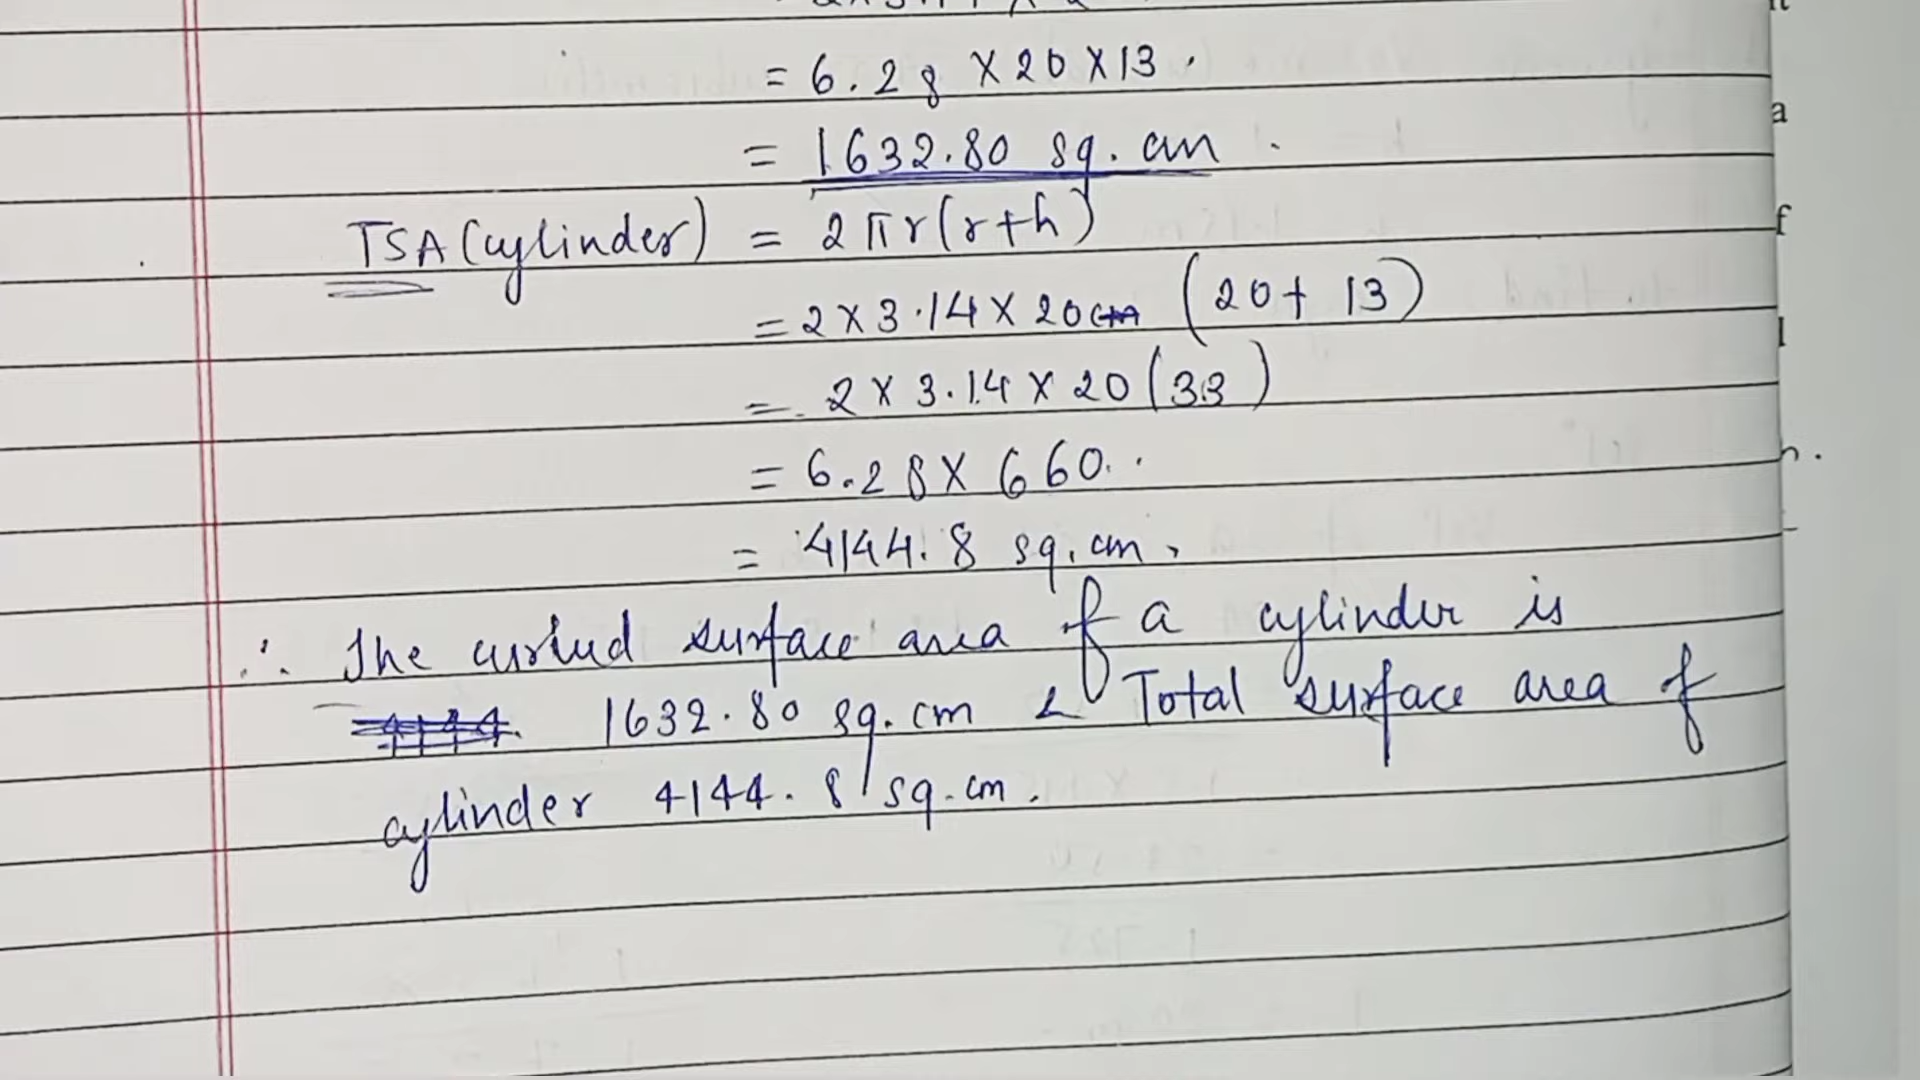 = 6.28 × 20 × 13.
= 1632.80 sq. cm.
TSA (cylinder) = 2πr(r+h)
= 2 × 3.14 × 20 (20 + 13)
= 2 × 3.14 × 20 (33)
= 6.28 × 660.
= 4144.8 sq. cm.
∴ The curved surface area of a cylinder is
1632.80 sq. cm & Total surface area of
cylinder 4144.8 sq. cm.